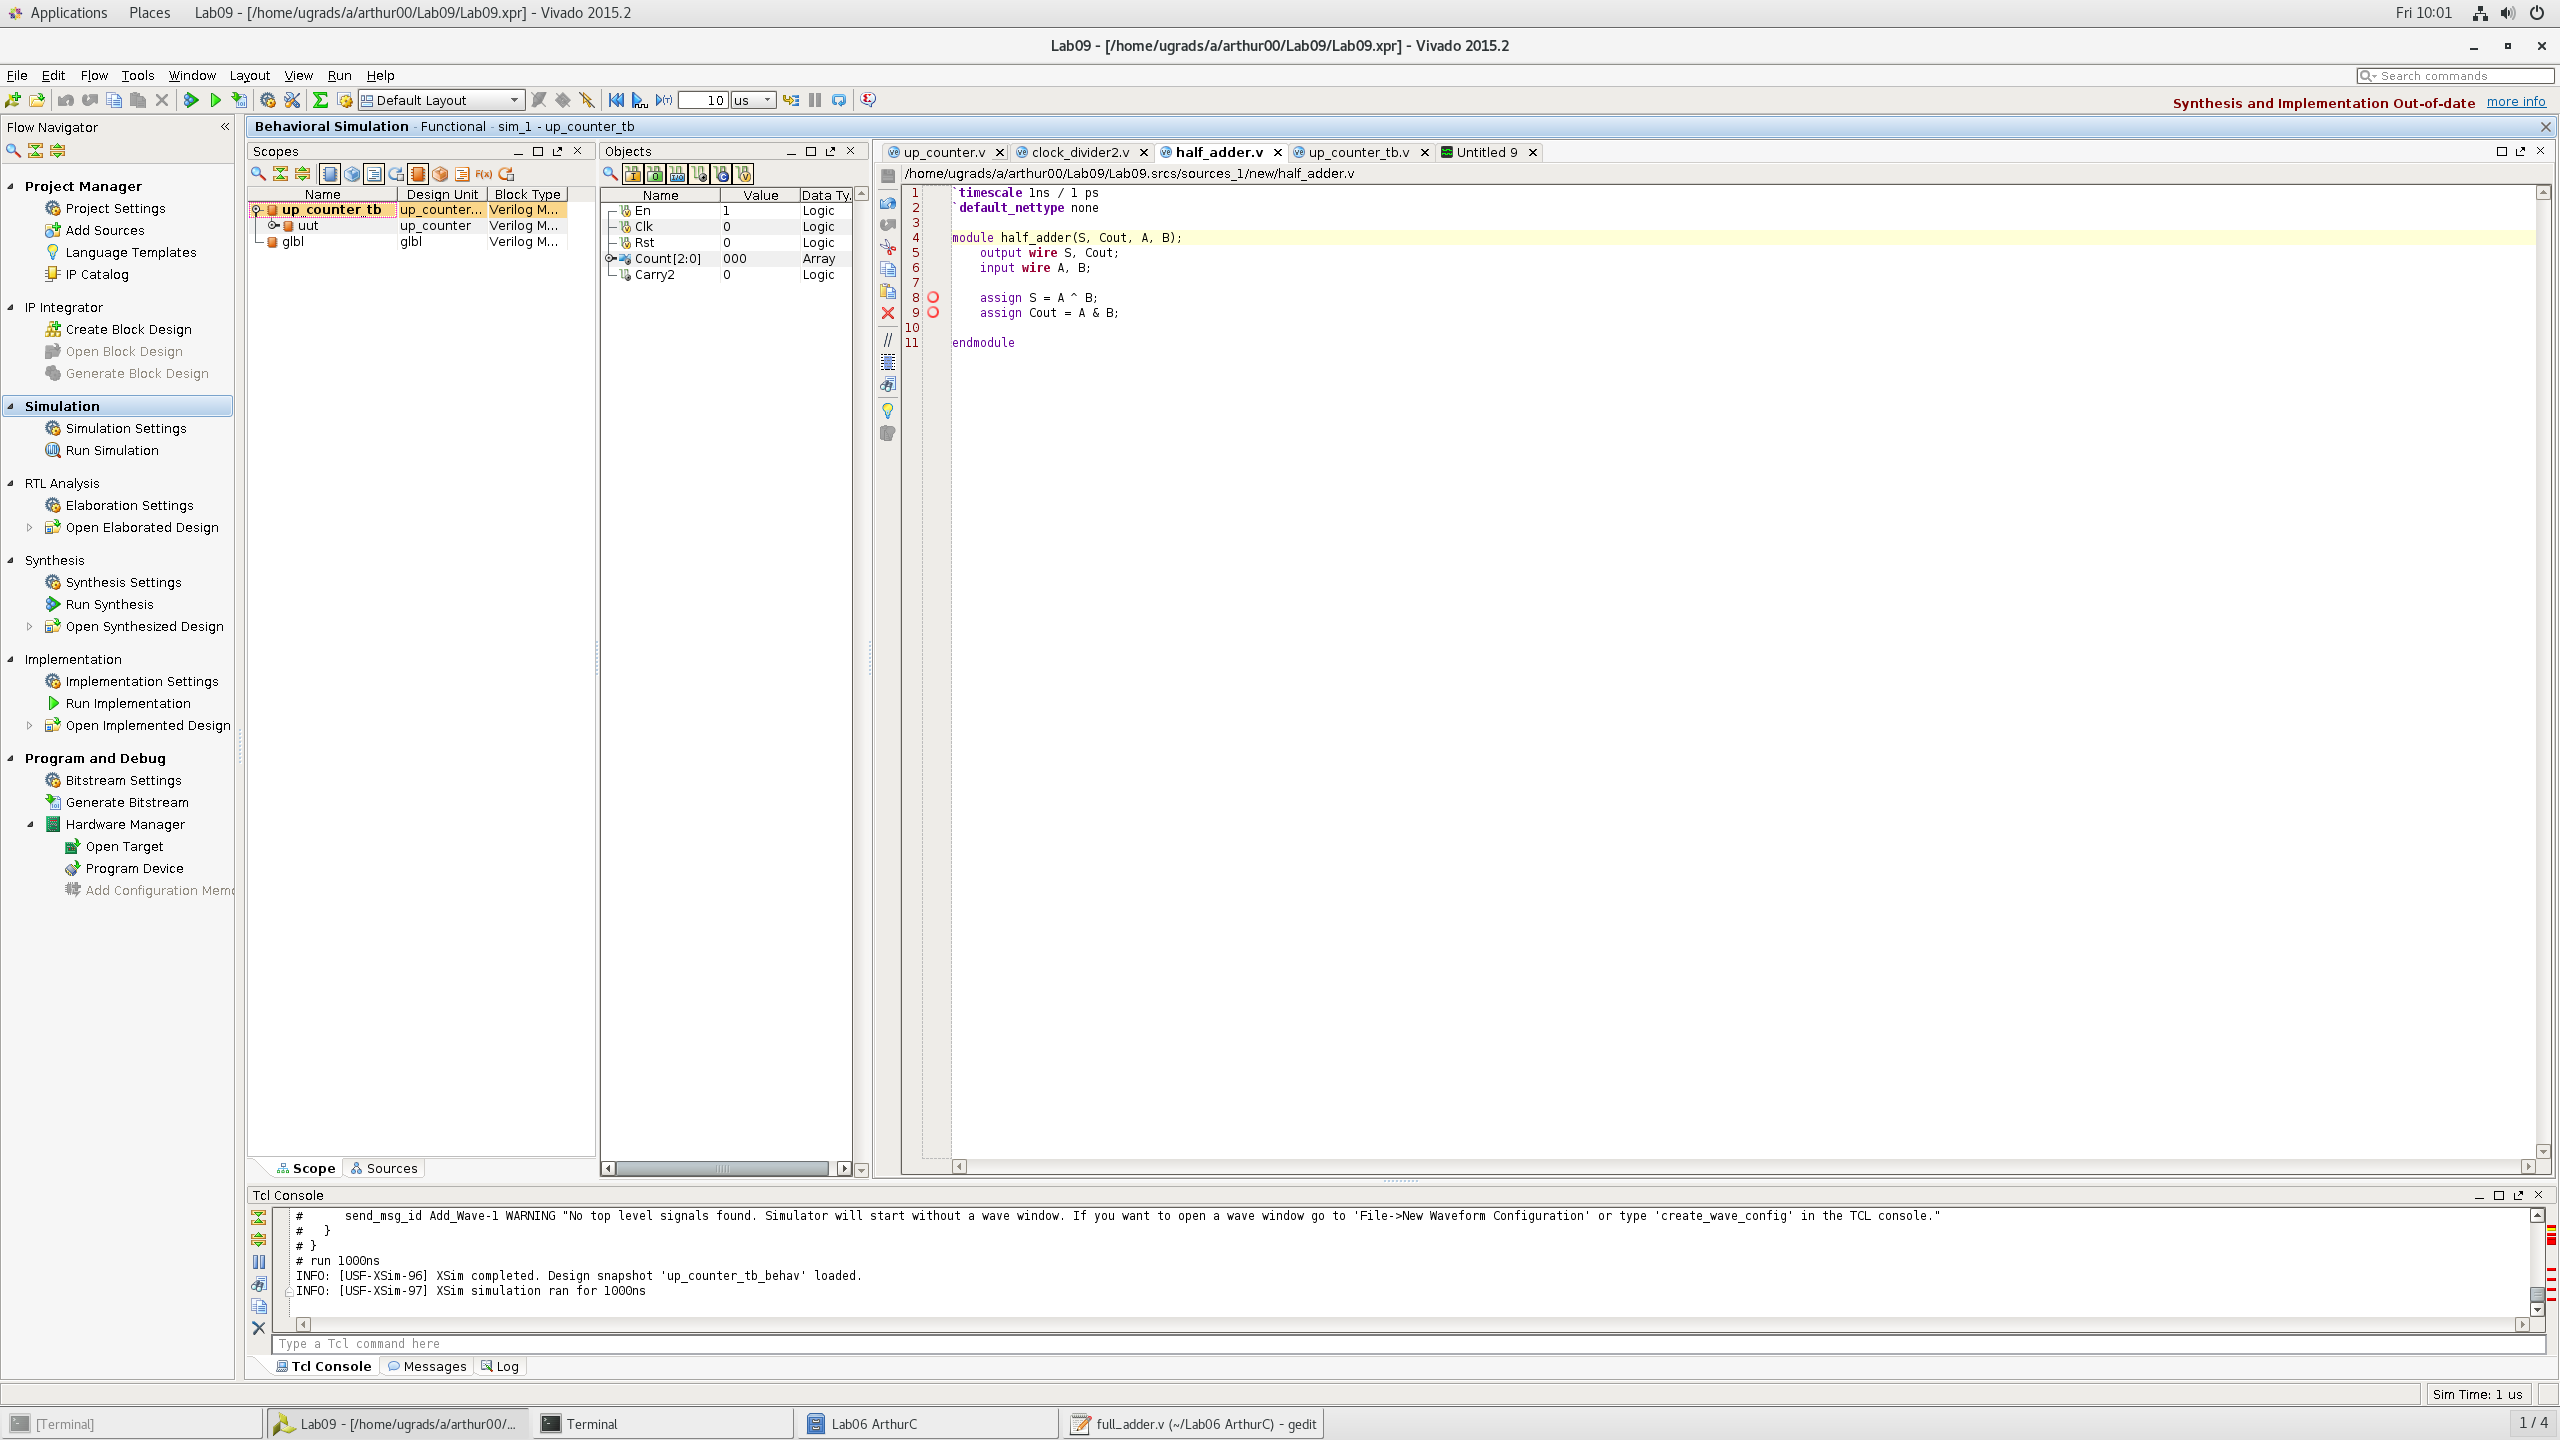 Applications Places Lab09 - [/home/ugrads/a/arthur00/Lab09/Lab09.xpr] - Vivado 2015.2 Fri 10:01
Lab09 - [/home/ugrads/a/arthur00/Lab09/Lab09.xpr] - Vivado 2015.2
File Edit Flow Tools Window Layout View Run Help Search commands
Default Layout 10 us Synthesis and Implementation Out-of-date more info
Flow Navigator
Project Manager
Project Settings
Add Sources
Language Templates
IP Catalog
IP Integrator
Create Block Design
Open Block Design
Generate Block Design
Simulation
Simulation Settings
Run Simulation
RTL Analysis
Elaboration Settings
Open Elaborated Design
Synthesis
Synthesis Settings
Run Synthesis
Open Synthesized Design
Implementation
Implementation Settings
Run Implementation
Open Implemented Design
Program and Debug
Bitstream Settings
Generate Bitstream
Hardware Manager
Open Target
Program Device
Add Configuration Mem
Behavioral Simulation - Functional - sim_1 - up_counter_tb
Scopes
Name Design Unit Block Type
up_counter_tb up_counter... Verilog M...
uut up_counter Verilog M...
glbl glbl Verilog M...
Scope Sources
Objects
Name Value Data Ty.
En 1 Logic
Clk 0 Logic
Rst 0 Logic
Count[2:0] 000 Array
Carry2 0 Logic
up_counter.v clock_divider2.v half_adder.v up_counter_tb.v Untitled 9
/home/ugrads/a/arthur00/Lab09/Lab09.srcs/sources_1/new/half_adder.v
1 `timescale 1ns / 1 ps
2 `default_nettype none
3
4 module half_adder(S, Cout, A, B);
5 output wire S, Cout;
6 input wire A, B;
7
8 assign S = A ^ B;
9 assign Cout = A & B;
10
11 endmodule
Tcl Console
# send_msg_id Add_Wave-1 WARNING "No top level signals found. Simulator will start without a wave window. If you want to open a wave window go to 'File->New Waveform Configuration' or type 'create_wave_config' in the TCL console."
# }
# }
# run 1000ns
INFO: [USF-XSim-96] XSim completed. Design snapshot 'up_counter_tb_behav' loaded.
INFO: [USF-XSim-97] XSim simulation ran for 1000ns
Type a Tcl command here
Tcl Console Messages Log
Sim Time: 1 us
[Terminal] Lab09 - [/home/ugrads/a/arthur00/... Terminal Lab06 ArthurC full_adder.v (~/Lab06 ArthurC) - gedit 1 / 4